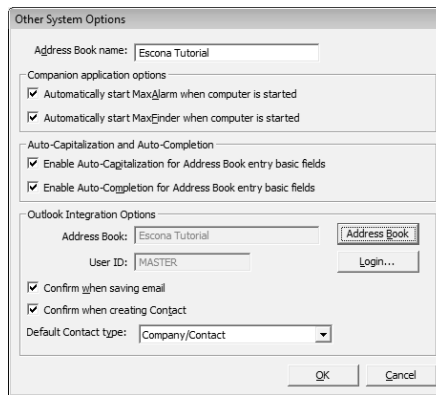 Other System Options
Address Book name: Escona Tutorial
Companion application options
Automatically start MaxAlarm when computer is started
Automatically start MaxFinder when computer is started
Auto-Capitalization and Auto-Completion
Enable Auto-Capitalization for Address Book entry basic fields
Enable Auto-Completion for Address Book entry basic fields
Outlook Integration Options
Address Book: Escona Tutorial Address Book
User ID: MASTER Login...
Confirm when saving email
Confirm when creating Contact
Default Contact type: Company/Contact
OK Cancel